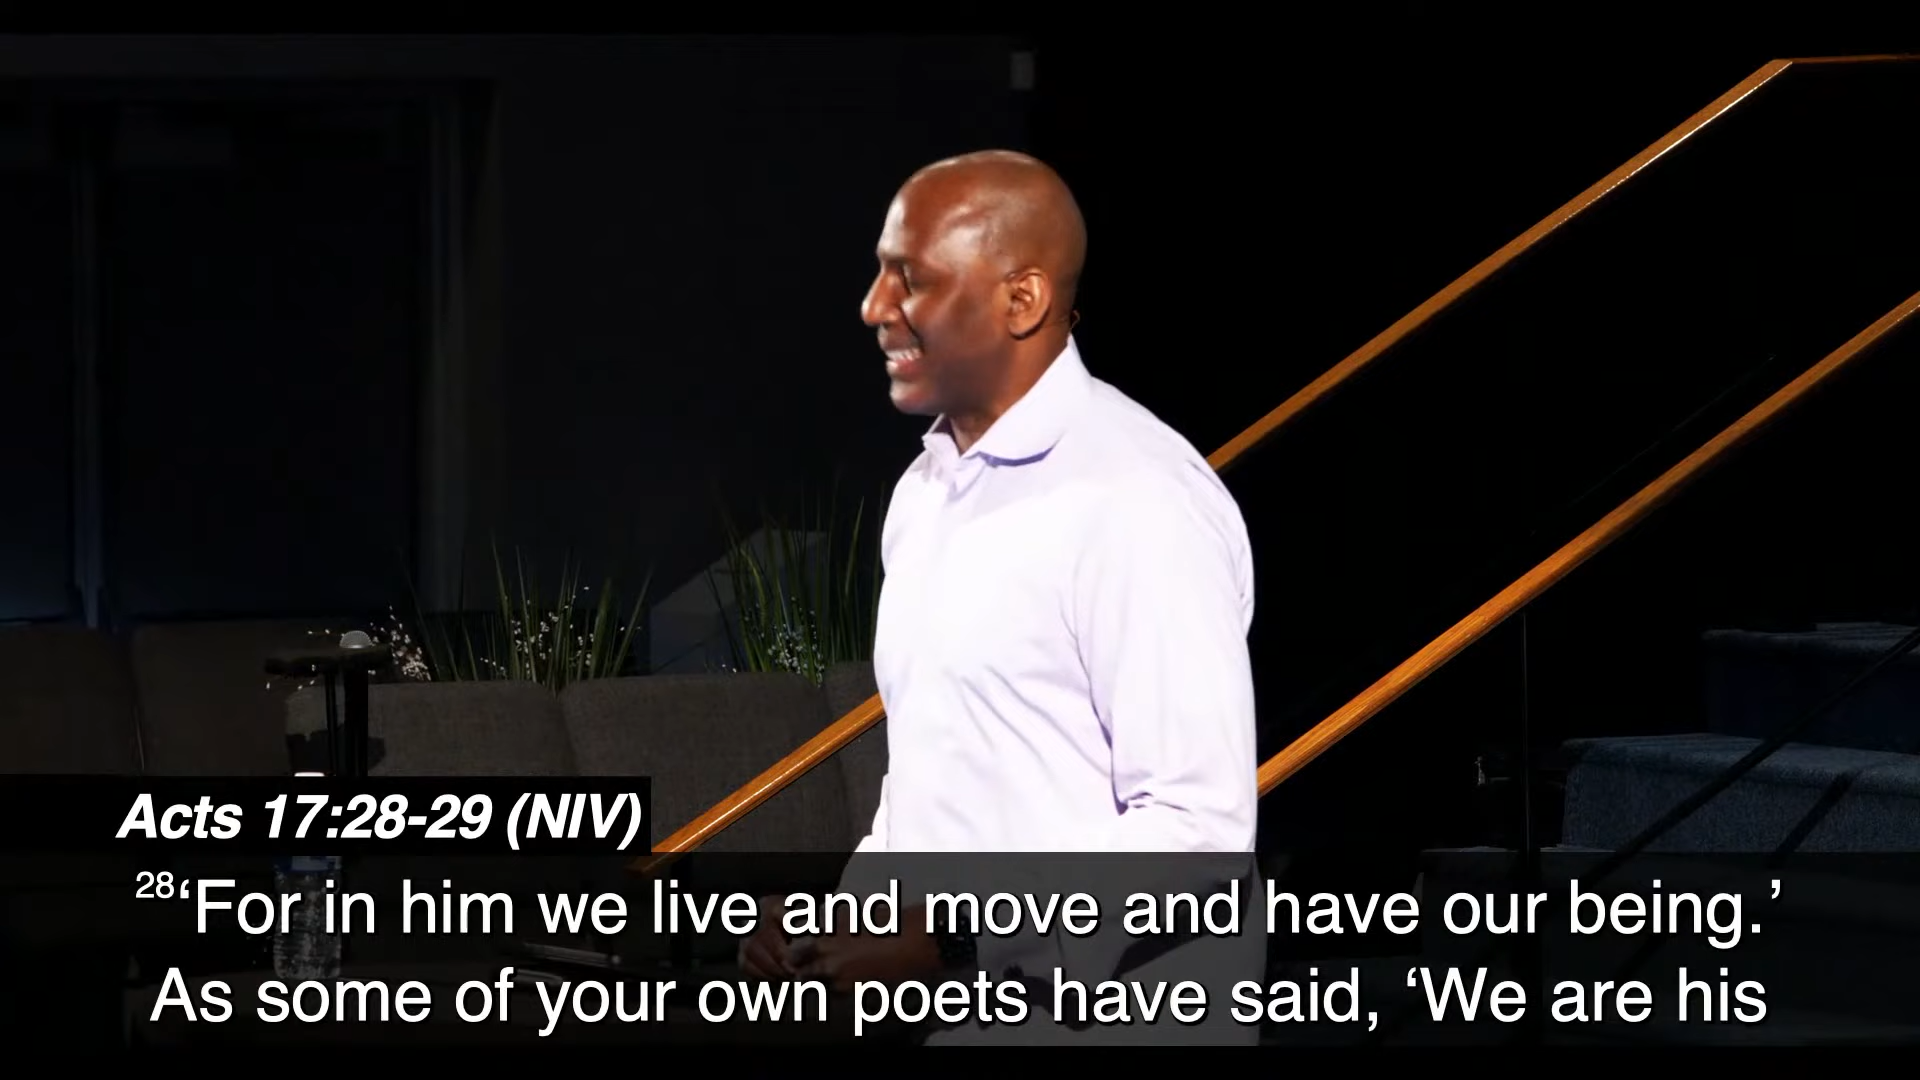 Acts 17:28-29 (NIV)
28‘For in him we live and move and have our being.’
As some of your own poets have said, ‘We are his